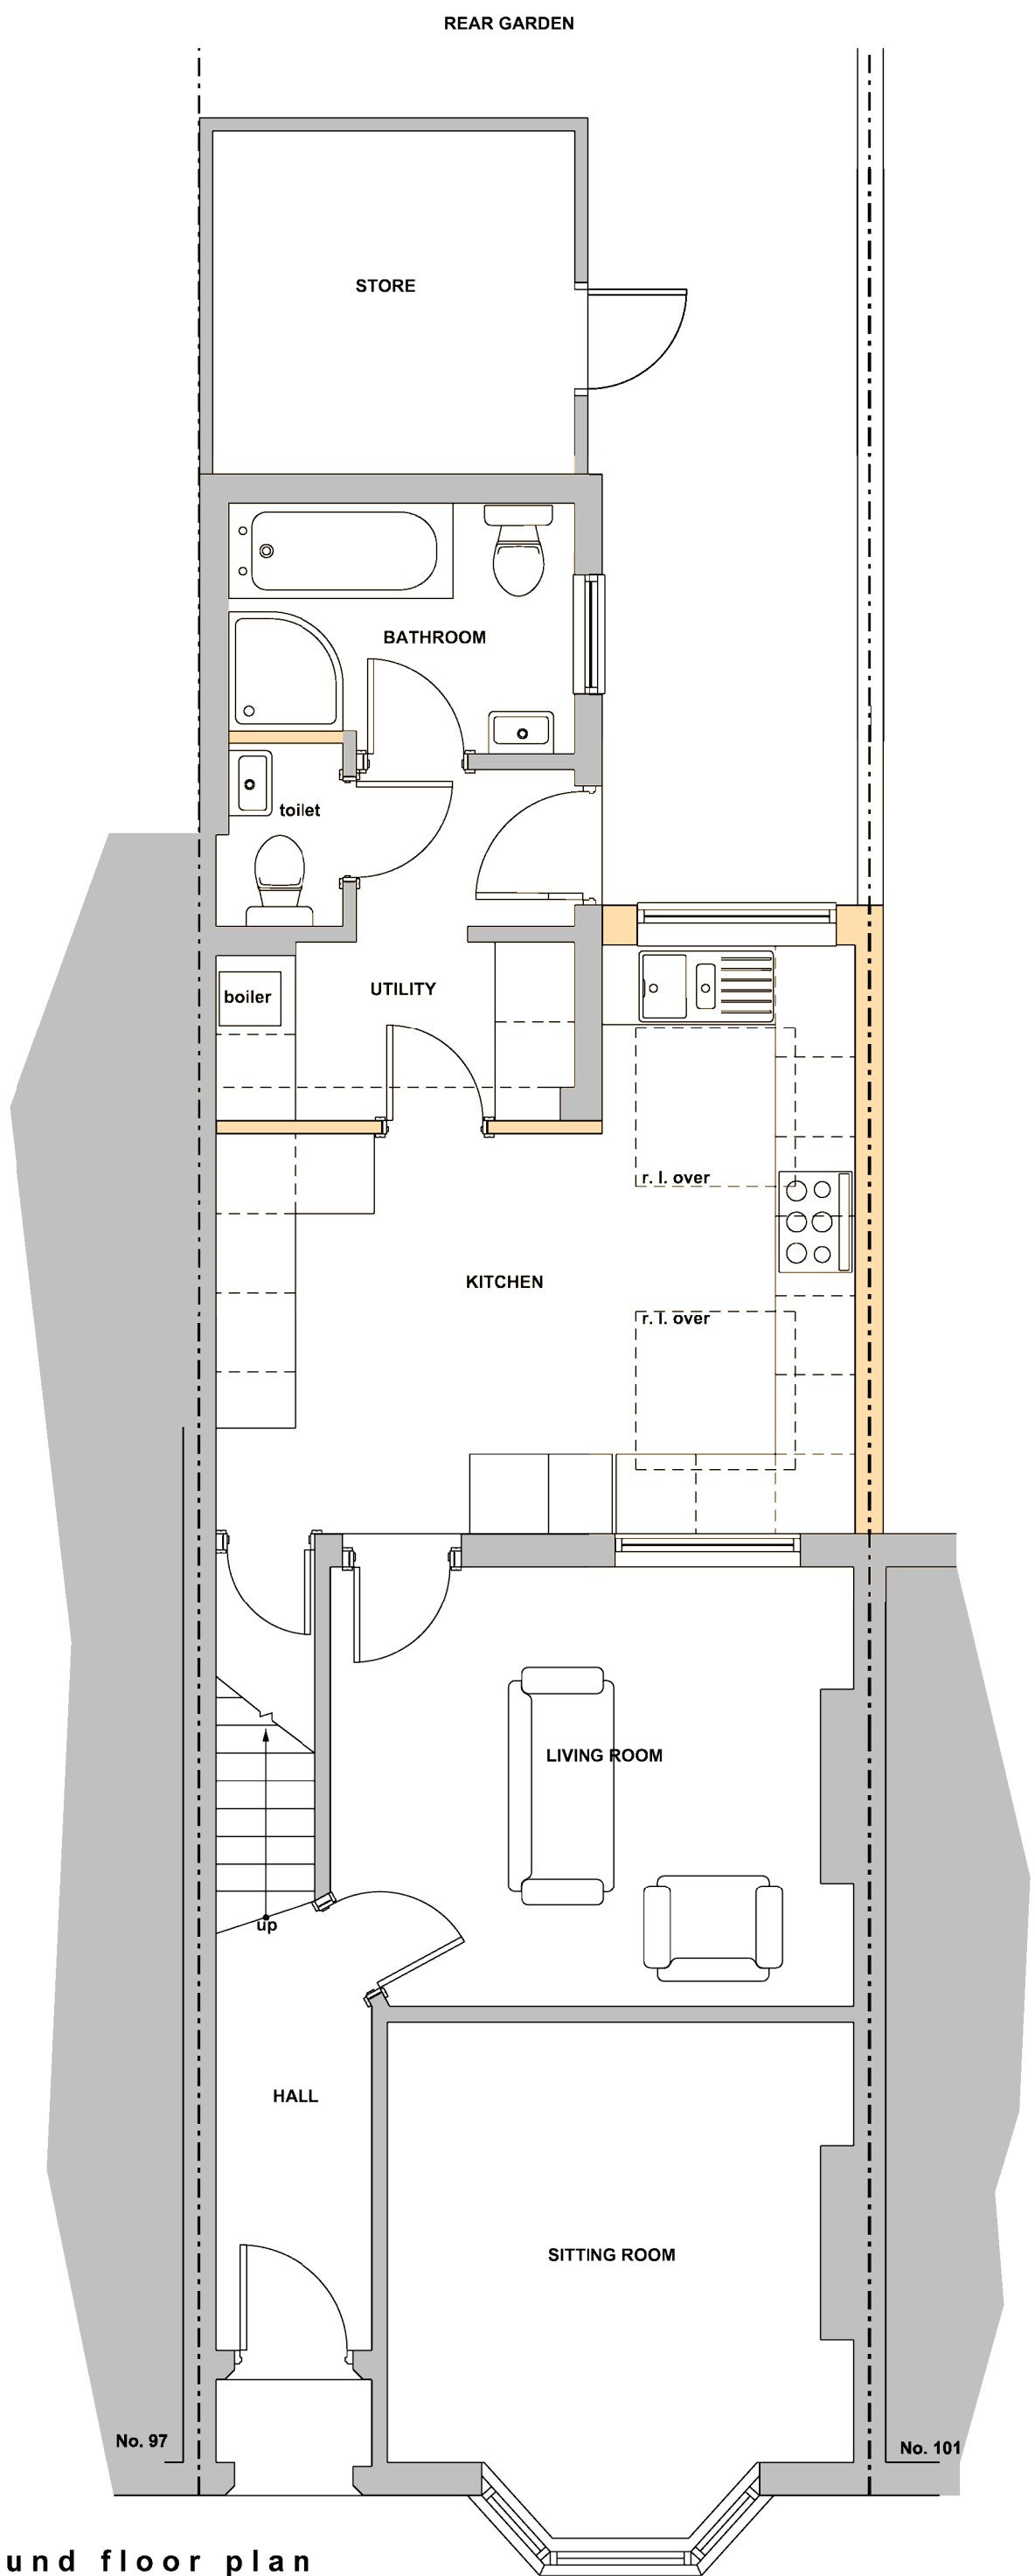 REAR GARDEN
STORE
BATHROOM
toilet
UTILITY
boiler
r. l. over
KITCHEN
r. l. over
LIVING ROOM
up
HALL
SITTING ROOM
No. 97
No. 101
und floor plan